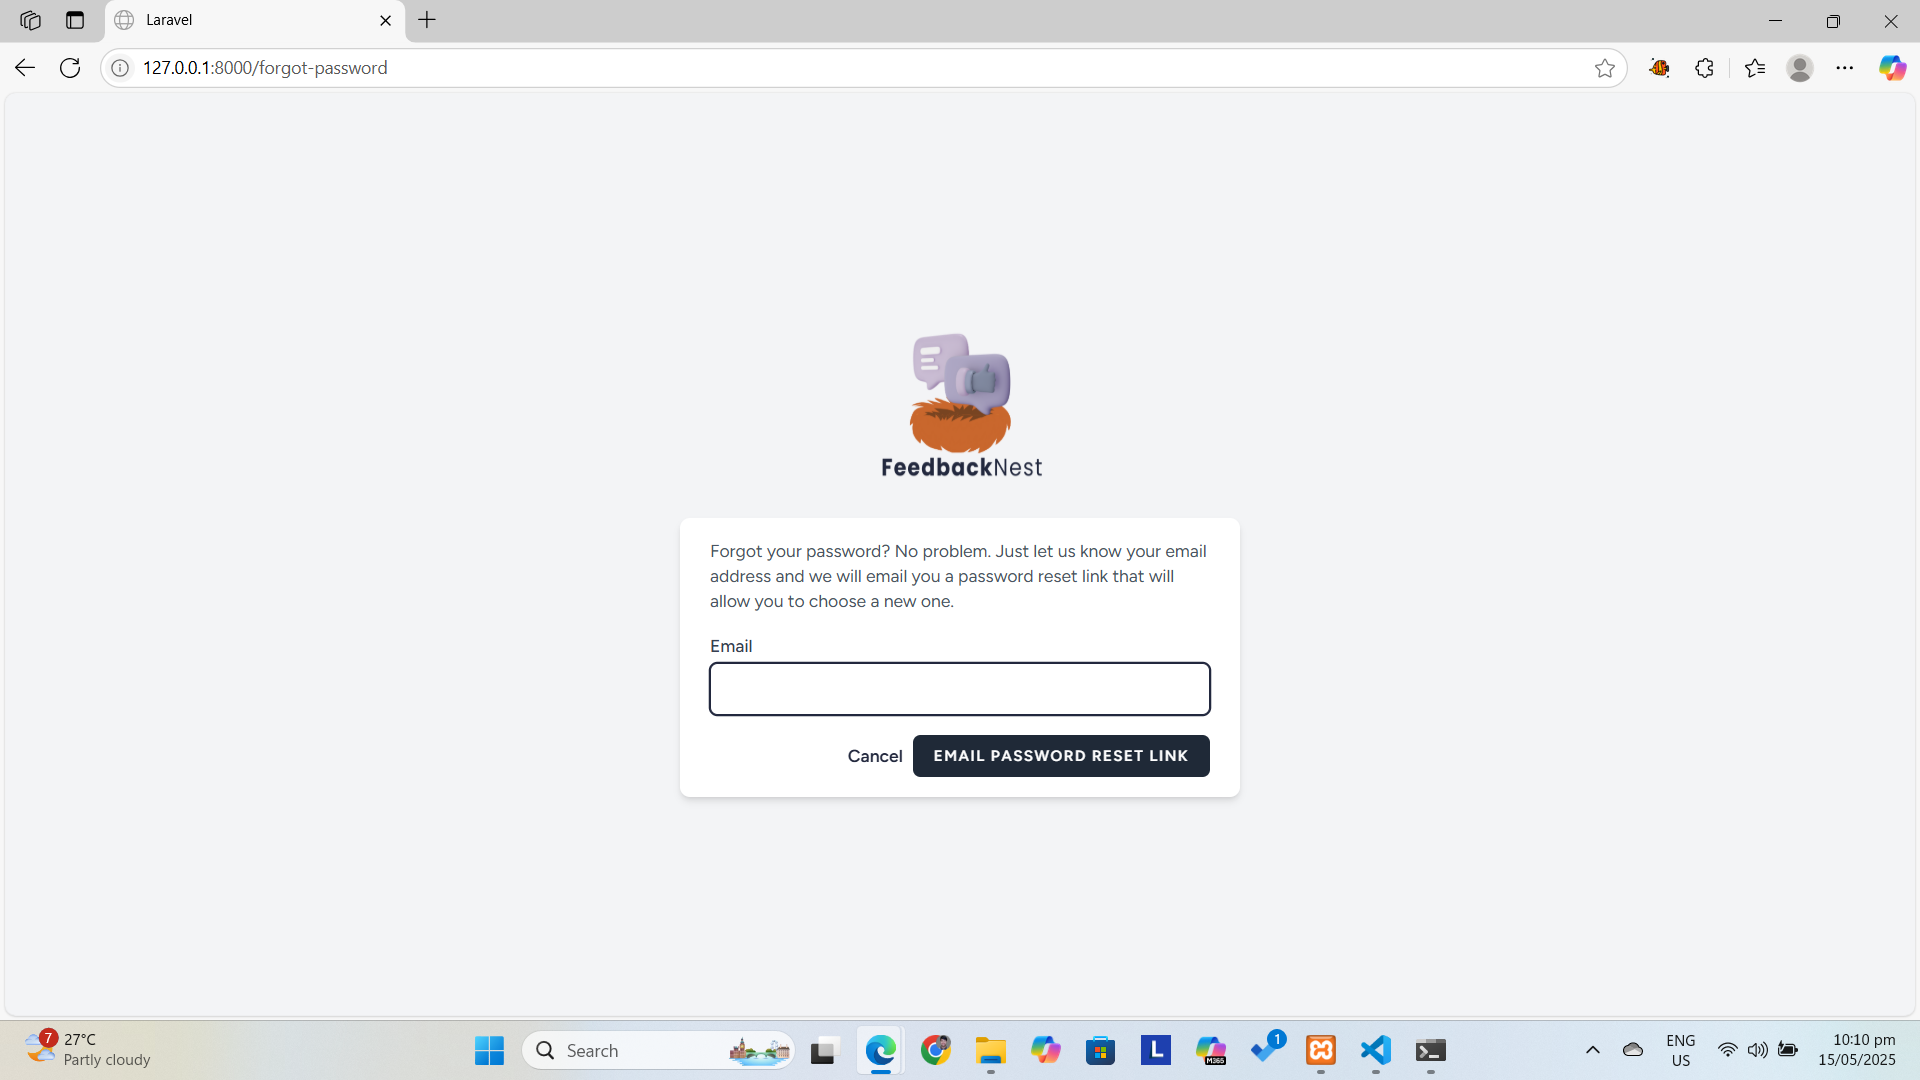 Laravel
127.0.0.1:8000/forgot-password
FeedbackNest
Forgot your password? No problem. Just let us know your email
address and we will email you a password reset link that will
allow you to choose a new one.
Email
Cancel
EMAIL PASSWORD RESET LINK
7
27°C
Partly cloudy
Search
L
M365
1
ENG
US
10:10 pm
15/05/2025